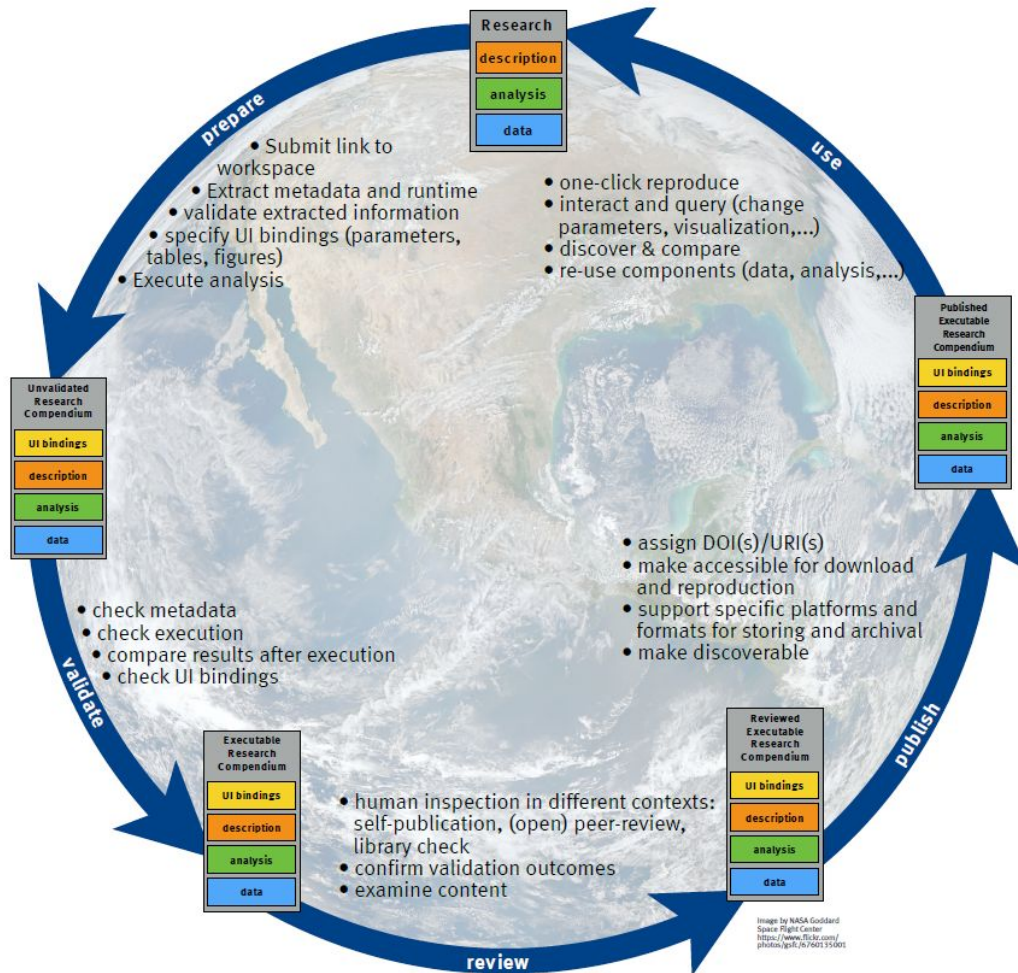 Research
description
analysis
data
prepare
• Submit link to
workspace
• Extract metadata and runtime
• validate extracted information
• specify UI bindings (parameters,
tables, figures)
• Execute analysis
use
• one-click reproduce
• interact and query (change
parameters, visualization,...)
• discover & compare
• re-use components (data, analysis,...)
Unvalidated
Research
Compendium
UI bindings
description
analysis
data
Published
Executable
Research
Compendium
UI bindings
description
analysis
data
validate
• check metadata
• check execution
• compare results after execution
• check UI bindings
• assign DOI(s)/URI(s)
• make accessible for download
and reproduction
• support specific platforms and
formats for storing and archival
• make discoverable
publish
Executable
Research
Compendium
UI bindings
description
analysis
data
• human inspection in different contexts:
self-publication, (open) peer-review,
library check
• confirm validation outcomes
• examine content
Reviewed
Executable
Research
Compendium
UI bindings
description
analysis
data
review
Image by NASA Goddard
Space Flight Center
https://www.flickr.com/
photos/gsfc/6760135001